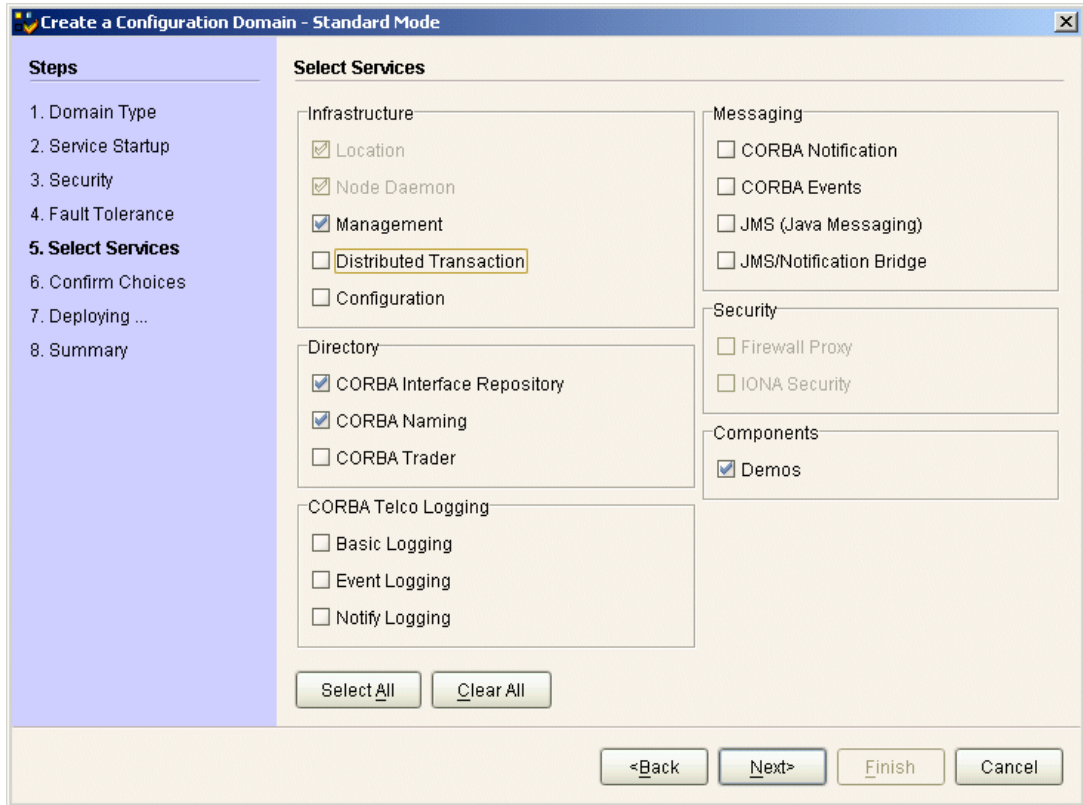 Create a Configuration Domain - Standard Mode
Steps
1. Domain Type
2. Service Startup
3. Security
4. Fault Tolerance
5. Select Services
6. Confirm Choices
7. Deploying ...
8. Summary
Select Services
Infrastructure
Location
Node Daemon
Management
Distributed Transaction
Configuration
Directory
CORBA Interface Repository
CORBA Naming
CORBA Trader
CORBA Telco Logging
Basic Logging
Event Logging
Notify Logging
Messaging
CORBA Notification
CORBA Events
JMS (Java Messaging)
JMS/Notification Bridge
Security
Firewall Proxy
IONA Security
Components
Demos
Select All
Clear All
<Back
Next>
Finish
Cancel